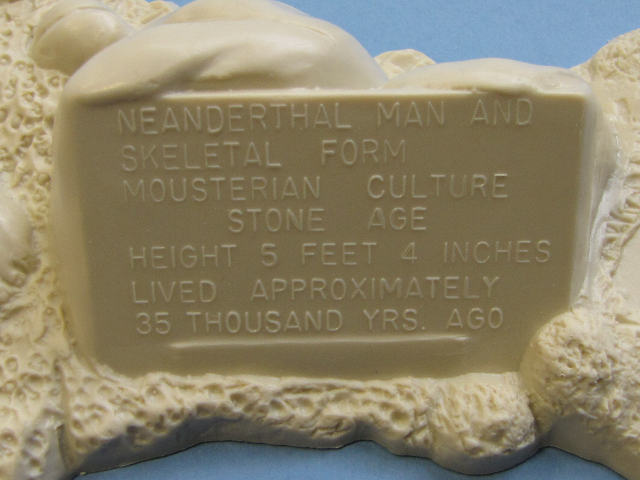 NEANDERTHAL MAN AND
SKELETAL FORM
MOUSTERIAN CULTURE
STONE AGE
HEIGHT 5 FEET 4 INCHES
LIVED APPROXIMATELY
35 THOUSAND YRS. AGO